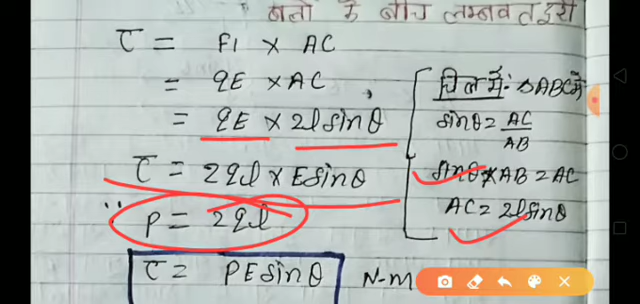 बलों के बीच लम्बवत दूरी
τ = F1 × AC
= qE × AC
= qE × 2l sinθ
τ = 2ql × E sinθ
∵ P = 2ql
τ = PE sinθ N-m
चित्र में: △ABC में
sinθ = AC/AB
sinθ × AB = AC
AC = 2l sinθ